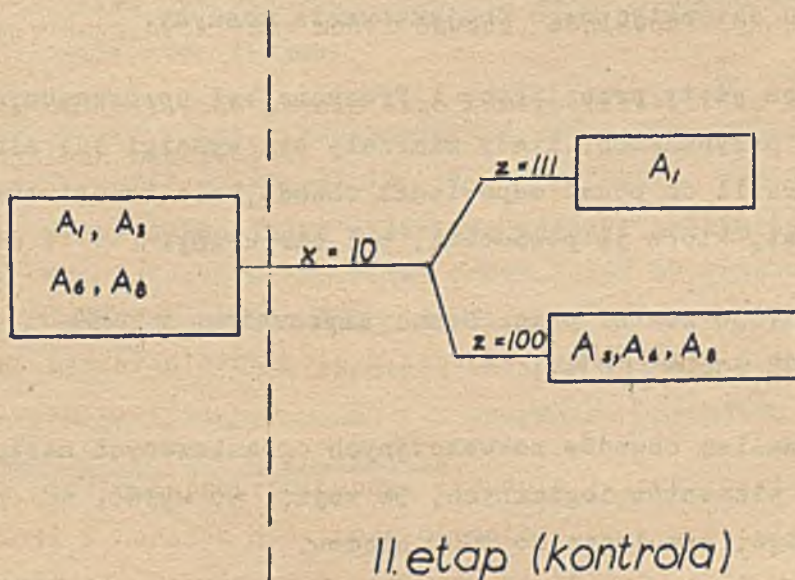 A₁, A₃
A₆, A₈
x = 10
z = 111
A₁
z = 100
A₃, A₆, A₈
II. etap (kontrola)